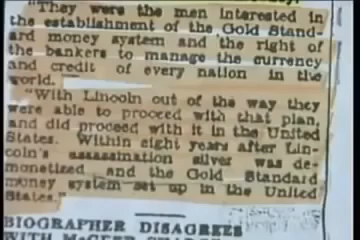 "They were the men interested in
the establishment of the Gold Stand-
ard money system and the right of
the bankers to manage the currency
and credit of every nation in the
world."
"With Lincoln out of the way they
were able to proceed with that plan,
and did proceed with it in the United
States. Within eight years after Lin-
coln's assassination silver was de-
monetized and the Gold Standard
money system set up in the United
States."
BIOGRAPHER DISAGREES
WITH McGEER